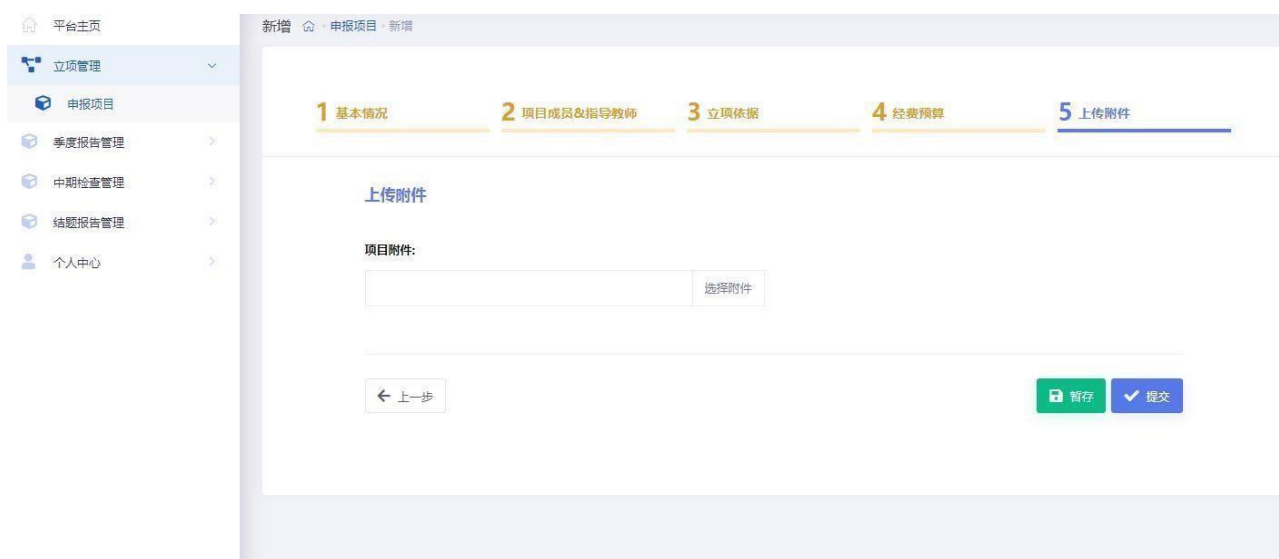 平台主页
立项管理
申报项目
季度报告管理
中期检查管理
结题报告管理
个人中心
新增 申报项目 新增
1 基本情况 2 项目成员&指导教师 3 立项依据 4 经费预算 5 上传附件
上传附件
项目附件:
选择附件
上一步 暂存 提交